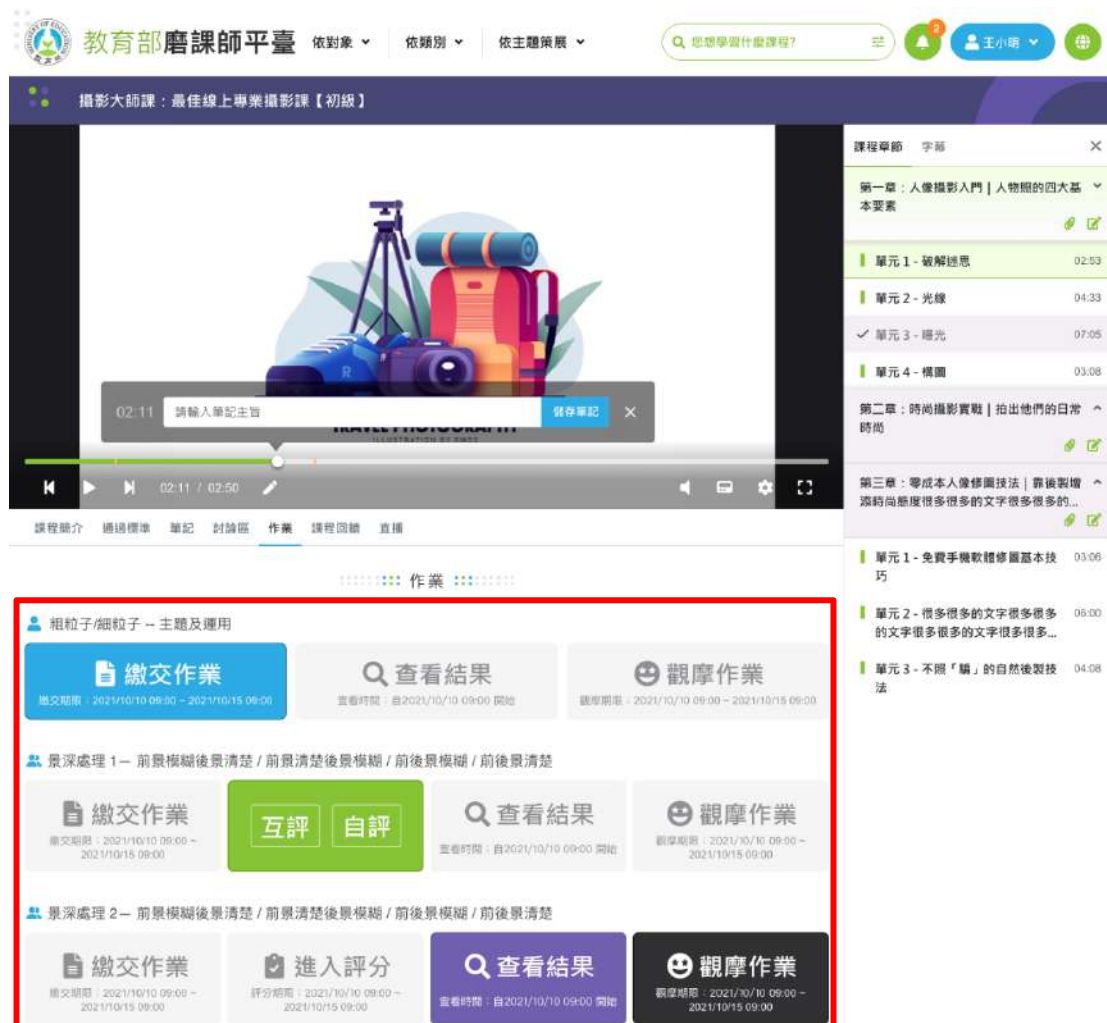 教育部磨課師平臺
依對象
依類別
依主題策展
您想學習什麼課程?
2
王小明
攝影大師課：最佳線上專業攝影課【初級】
R
02:11
請輸入筆記主旨
儲存筆記
02:11 / 02:50
課程簡介 通過標準 筆記 討論區 作業 課程回饋 直播
課程章節 字幕
第一章：人像攝影入門 | 人物照的四大基
本要素
單元 1 - 破解迷思 02:53
單元 2 - 光線 04:33
單元 3 - 曝光 07:05
單元 4 - 構圖 03:08
第二章：時尚攝影實戰 | 拍出他們的日常
時尚
第三章：零成本人像修圖技法 | 靠後製增
添時尚態度很多很多的文字很多很多的...
單元 1 - 免費手機軟體修圖基本技 03:06
巧
單元 2 - 很多很多的文字很多很多 06:00
的文字很多很多的文字很多很多...
單元 3 - 不照「騙」的自然後製技 04:08
法
作業
粗粒子/細粒子 -- 主題及運用
繳交作業
繳交期限：2021/10/10 09:00 ~ 2021/10/15 09:00
查看結果
查看時間：自2021/10/10 09:00 開始
觀摩作業
觀摩期限：2021/10/10 09:00 ~ 2021/10/15 09:00
景深處理 1— 前景模糊後景清楚 / 前景清楚後景模糊 / 前後景模糊 / 前後景清楚
繳交作業
繳交期限：2021/10/10 09:00 ~
2021/10/15 09:00
互評 自評
查看結果
查看時間：自2021/10/10 09:00 開始
觀摩作業
觀摩期限：2021/10/10 09:00 ~
2021/10/15 09:00
景深處理 2— 前景模糊後景清楚 / 前景清楚後景模糊 / 前後景模糊 / 前後景清楚
繳交作業
繳交期限：2021/10/10 09:00 ~
2021/10/15 09:00
進入評分
評分期限：2021/10/10 09:00 ~
2021/10/15 09:00
查看結果
查看時間：自2021/10/10 09:00 開始
觀摩作業
觀摩期限：2021/10/10 09:00 ~
2021/10/15 09:00